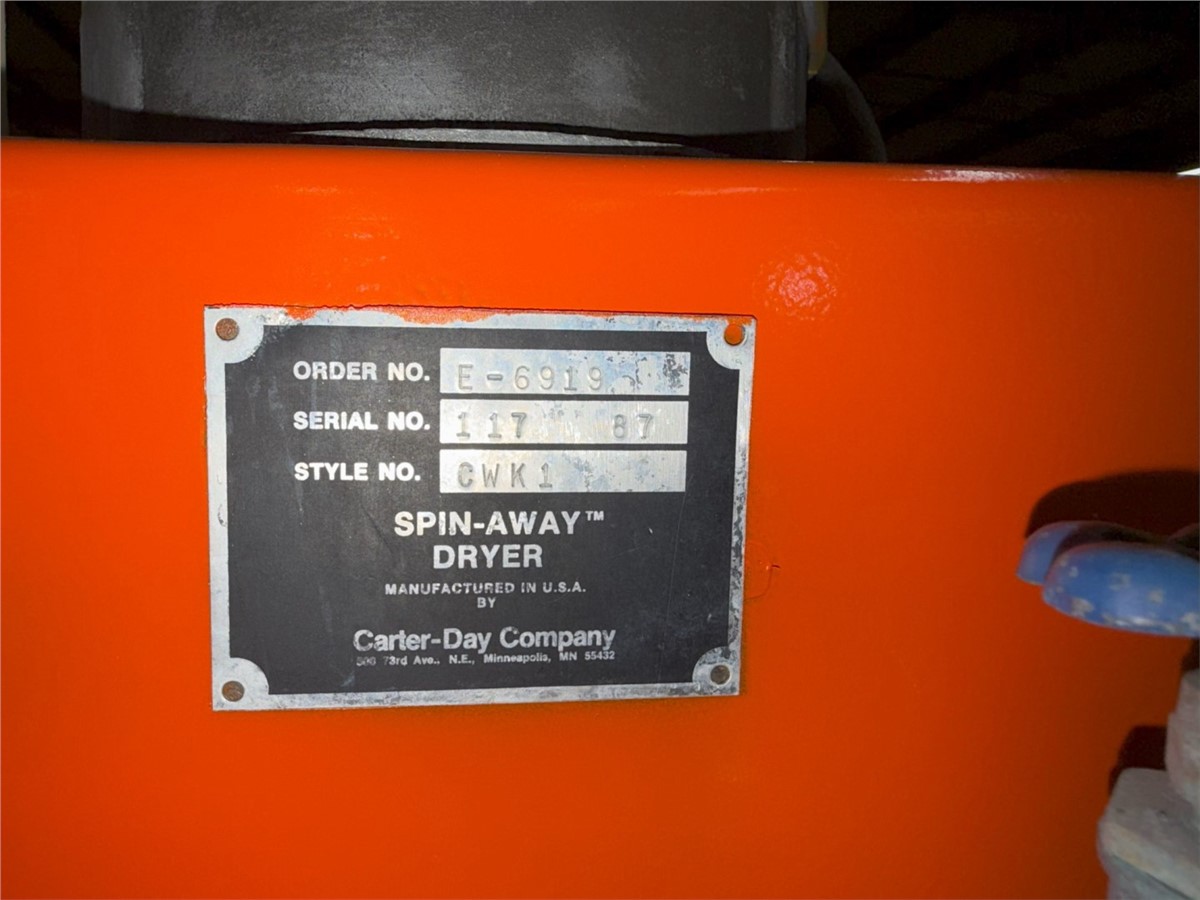 ORDER NO. E-6919
SERIAL NO. 117 87
STYLE NO. CWK1
SPIN-AWAY™
DRYER
MANUFACTURED IN U.S.A.
BY
Carter-Day Company
500 73rd Ave., N.E., Minneapolis, MN 55432